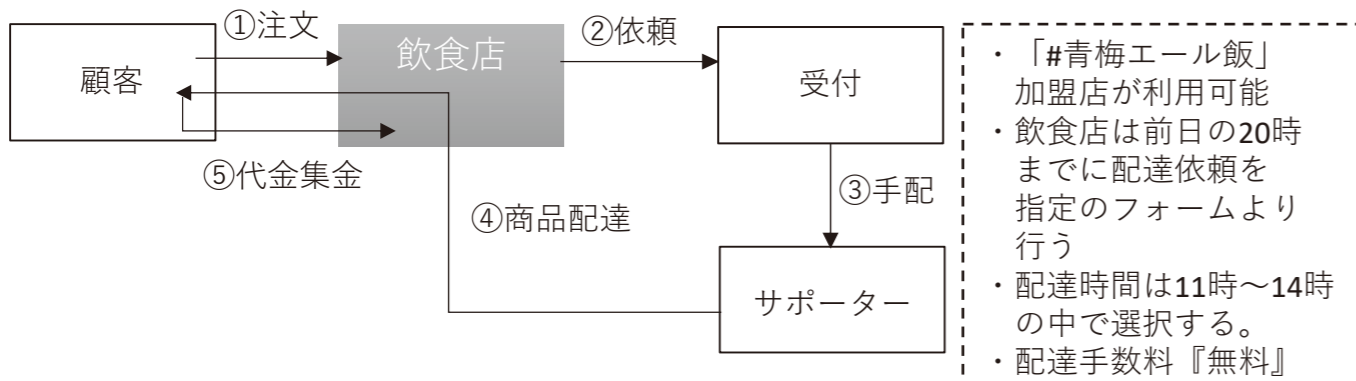 ①注文
顧客
飲食店
②依頼
受付
⑤代金集金
③手配
④商品配達
サポーター
・「#青梅エール飯」
加盟店が利用可能
・飲食店は前日の20時
までに配達依頼を
指定のフォームより
行う
・配達時間は11時～14時
の中で選択する。
・配達手数料『無料』